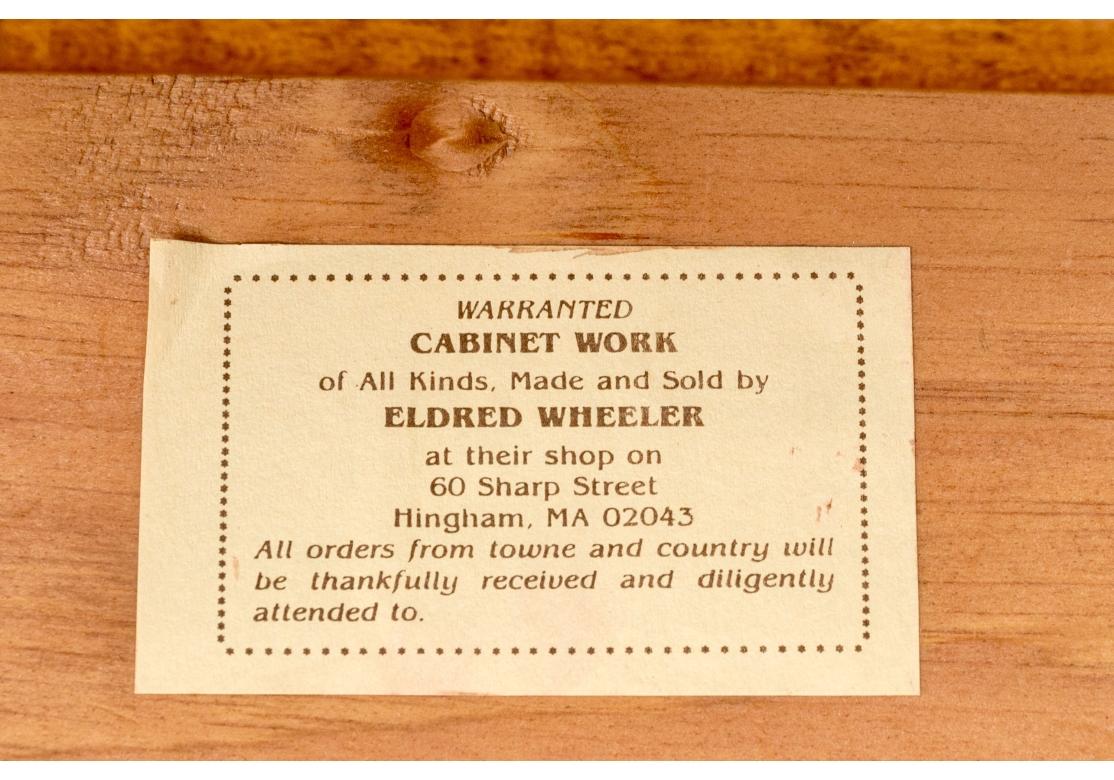 WARRANTED
CABINET WORK
of All Kinds, Made and Sold by
ELDRED WHEELER
at their shop on
60 Sharp Street
Hingham, MA 02043
All orders from towne and country will
be thankfully received and diligently
attended to.